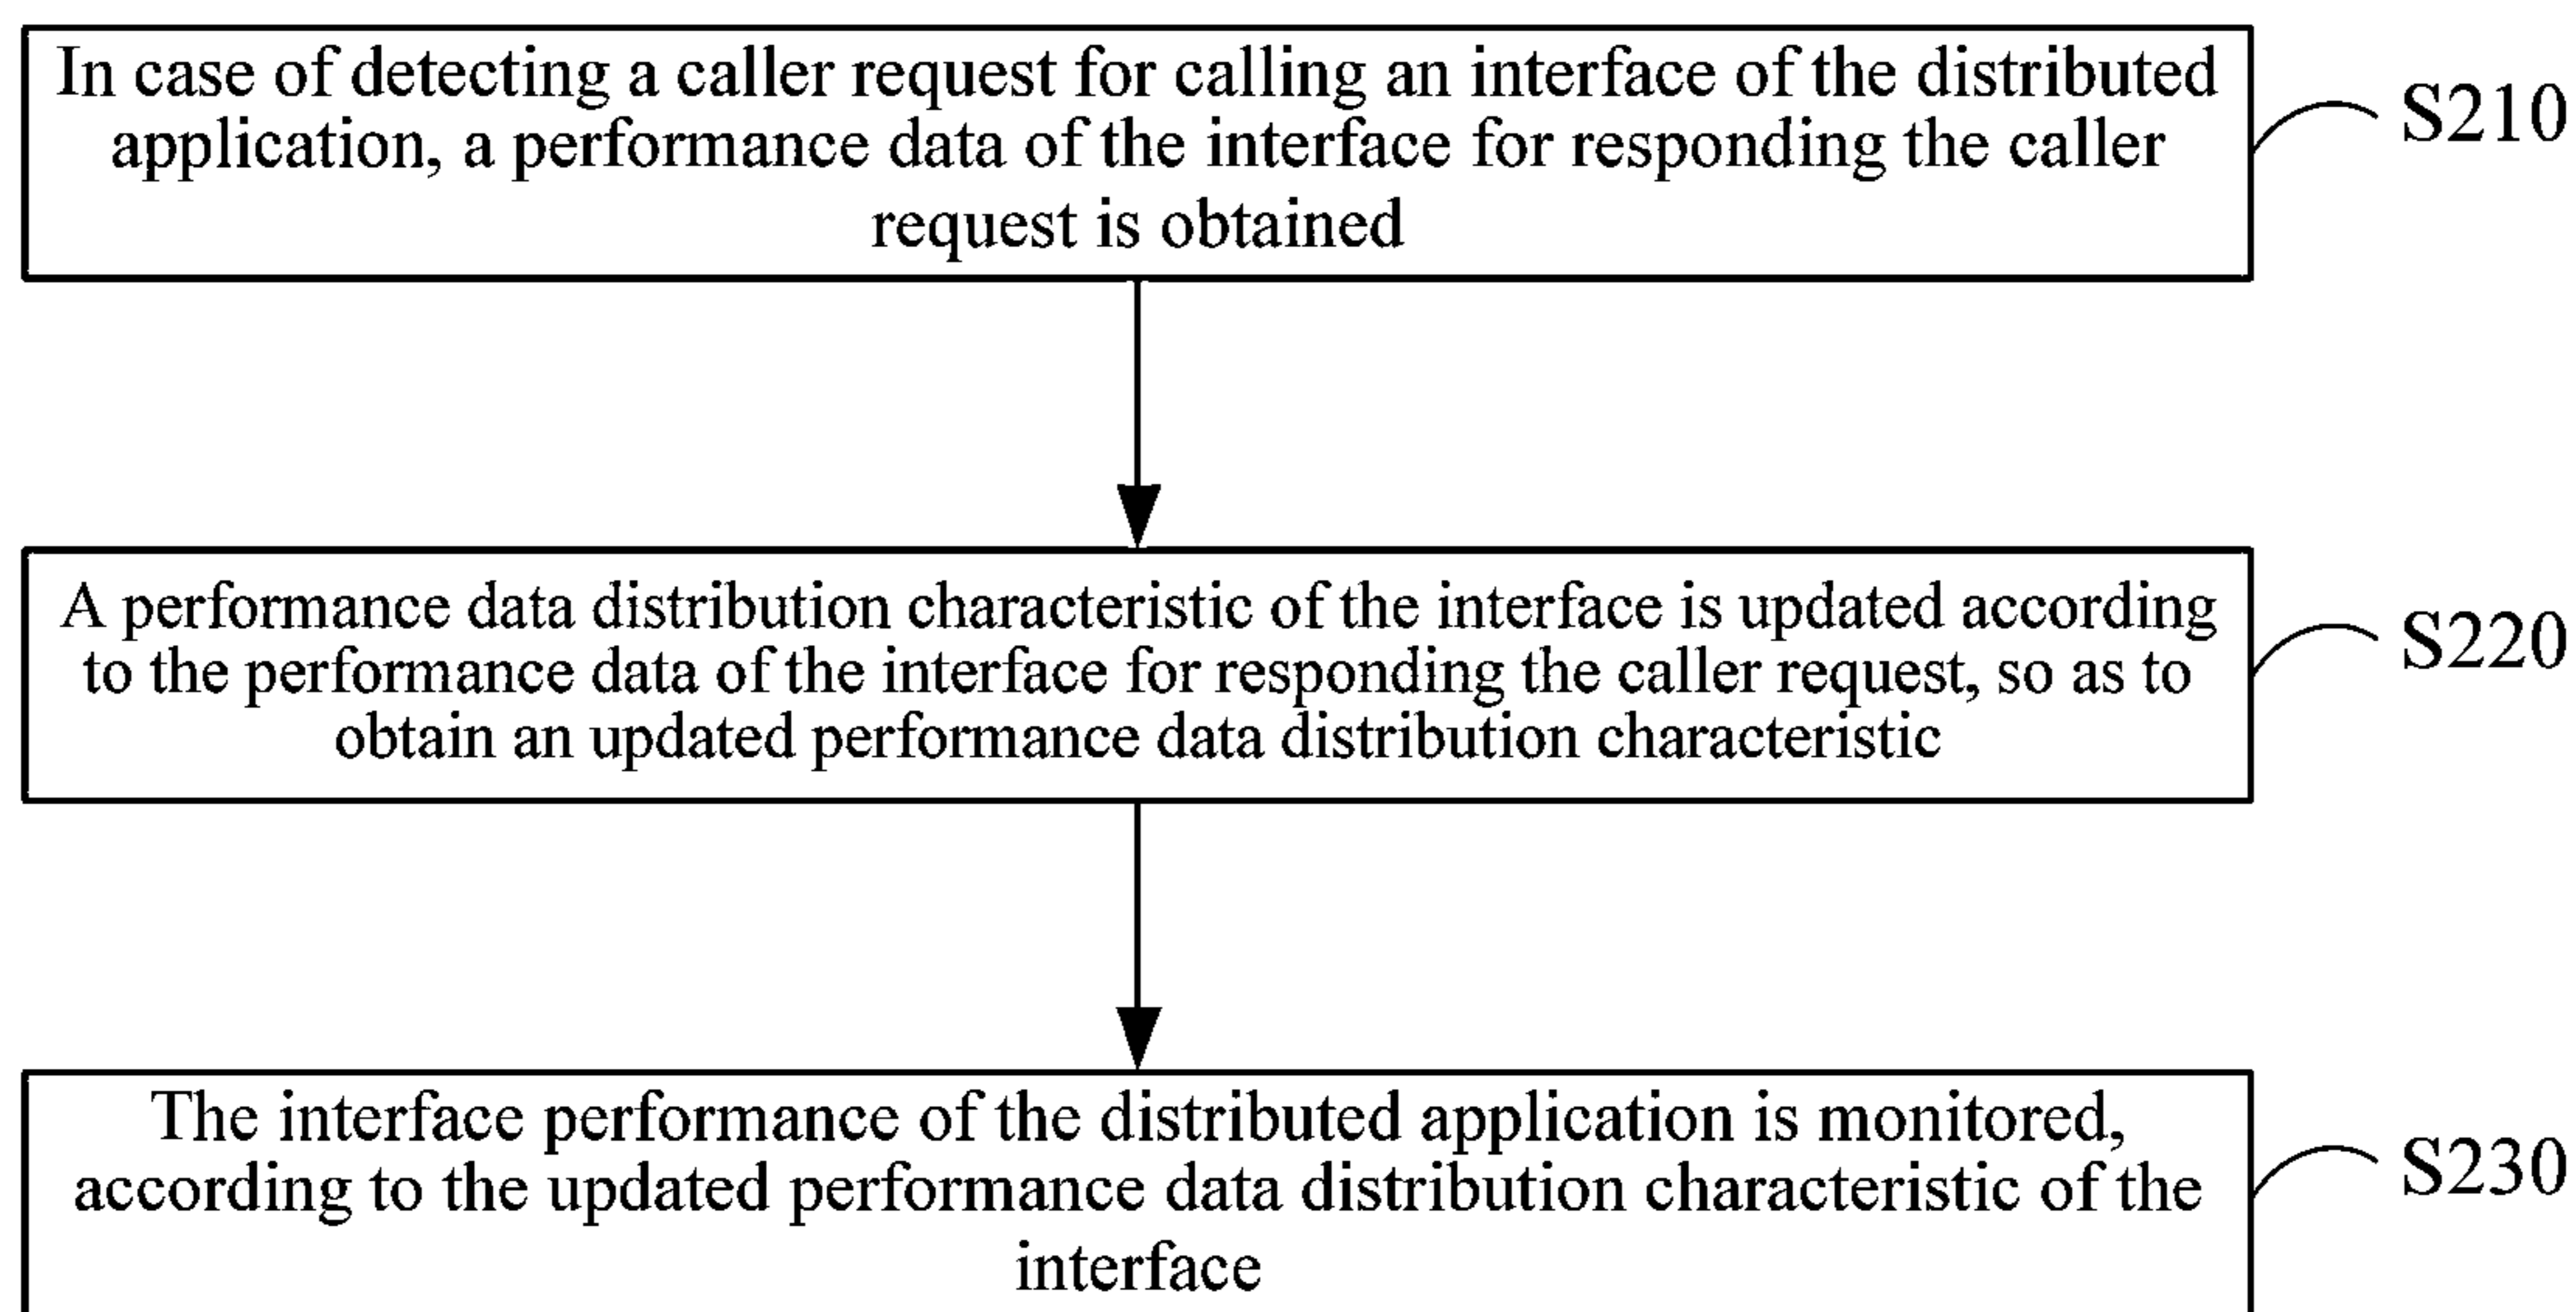 In case of detecting a caller request for calling an interface of the distributed
application, a performance data of the interface for responding the caller
request is obtained
S210
A performance data distribution characteristic of the interface is updated according
to the performance data of the interface for responding the caller request, so as to
obtain an updated performance data distribution characteristic
S220
The interface performance of the distributed application is monitored,
according to the updated performance data distribution characteristic of the
interface
S230